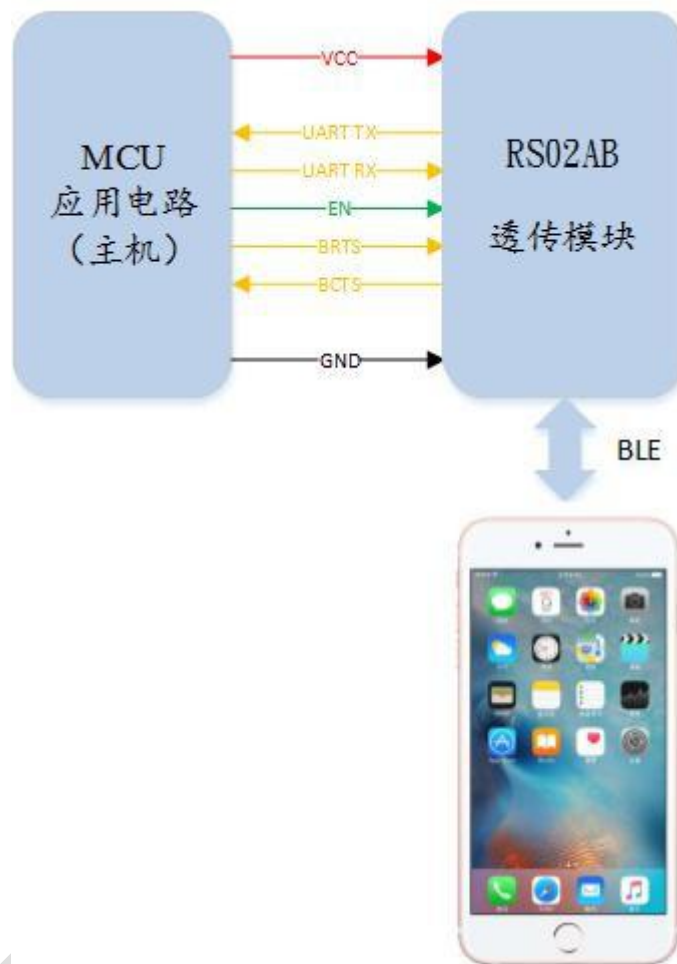 MCU
应用电路
（主机）
VCC
UART TX
UART RX
EN
BRTS
BCTS
GND
RS02AB
透传模块
BLE